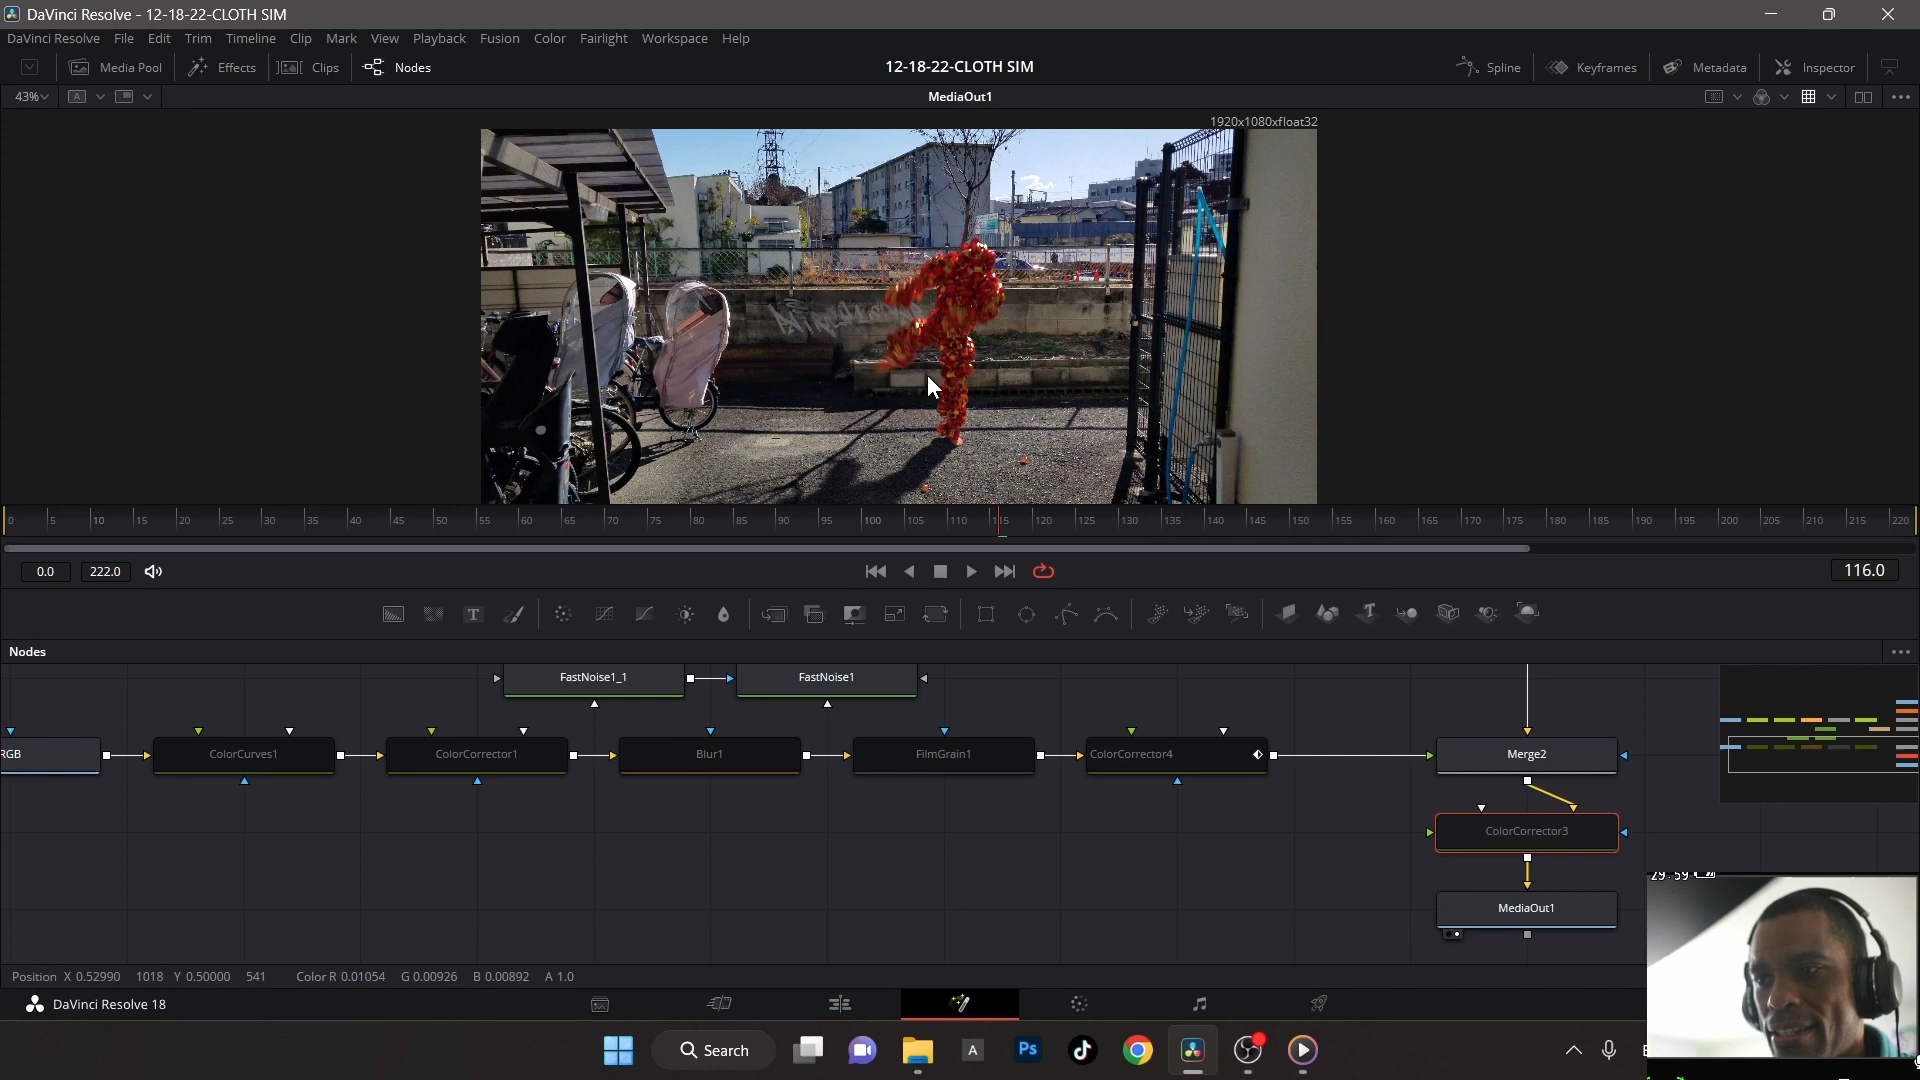 DaVinci Resolve - 12-18-22-CLOTH SIM
DaVinci Resolve File Edit Trim Timeline Clip Mark View Playback Fusion Color Fairlight Workspace Help
Media Pool Effects Clips Nodes 12-18-22-CLOTH SIM Spline Keyframes Metadata Inspector
43% A MediaOut1
1920x1080xfloat32
0 5 10 15 20 25 30 35 40 45 50 55 60 65 70 75 80 85 90 95 100 105 110 115 120 125 130 135 140 145 150 155 160 165 170 175 180 185 190 195 200 205 210 215 220
0.0 222.0 116.0
T T
Nodes
FastNoise1_1 FastNoise1
RGB ColorCurves1 ColorCorrector1 Blur1 FilmGrain1 ColorCorrector4 Merge2
ColorCorrector3
29:59
MediaOut1
Position X 0.52990 1018 Y 0.50000 541 Color R 0.01054 G 0.00926 B 0.00892 A 1.0
DaVinci Resolve 18
Search A Ps